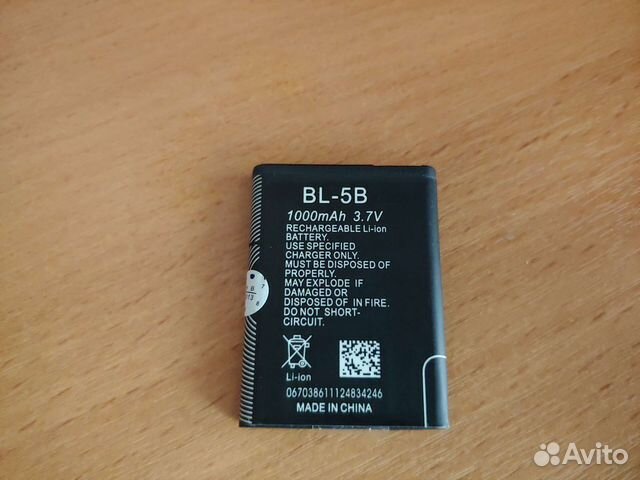 BL-5B
1000mAh 3.7V
RECHARGEABLE Li-ion
BATTERY.
USE SPECIFIED
CHARGER ONLY.
MUST BE DISPOSED OF
PROPERLY.
MAY EXPLODE IF
DAMAGED OR
DISPOSED OF IN FIRE.
DO NOT SHORT-
CIRCUIT.
Li-ion
067038611124834246
MADE IN CHINA
Avito